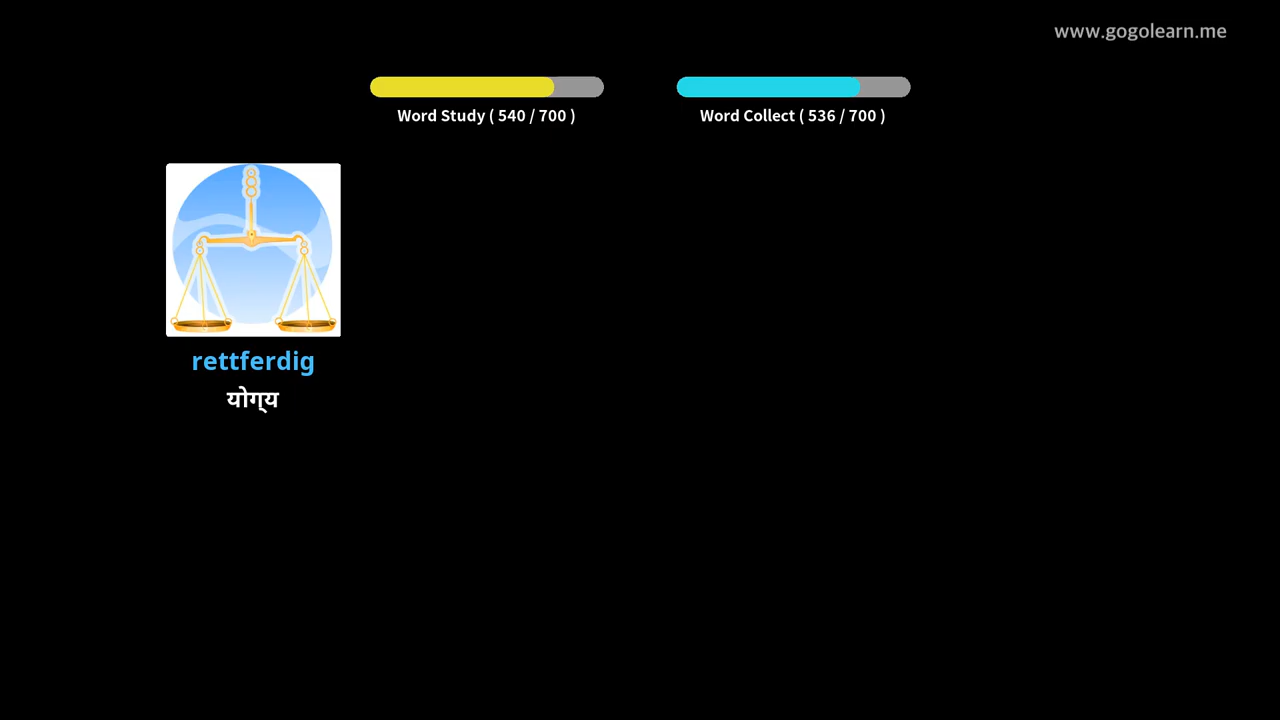 www.gogolearn.me
Word Study ( 540 / 700 )
Word Collect ( 536 / 700 )
rettferdig
योग्य